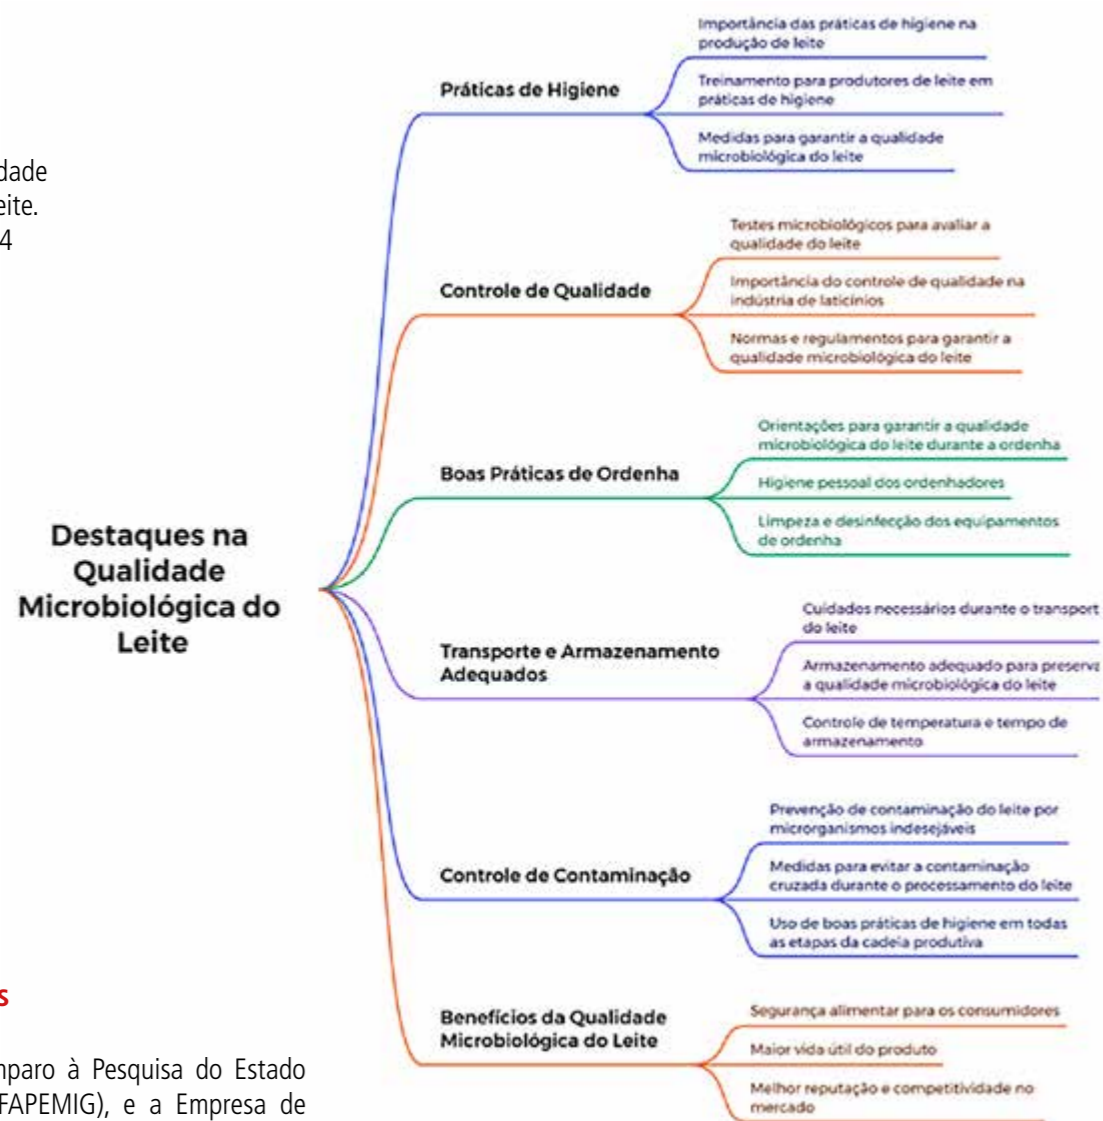 dade
eite.
4
Destaques na
Qualidade
Microbiológica do
Leite
Práticas de Higiene
Importância das práticas de higiene na
produção de leite
Treinamento para produtores de leite em
práticas de higiene
Medidas para garantir a qualidade
microbiológica do leite
Controle de Qualidade
Testes microbiológicos para avaliar a
qualidade do leite
Importância do controle de qualidade na
indústria de laticínios
Normas e regulamentos para garantir a
qualidade microbiológica do leite
Boas Práticas de Ordenha
Orientações para garantir a qualidade
microbiológica do leite durante a ordenha
Higiene pessoal dos ordenhadores
Limpeza e desinfecção dos equipamentos
de ordenha
Transporte e Armazenamento
Adequados
Cuidados necessários durante o transport
do leite
Armazenamento adequado para preserva
a qualidade microbiológica do leite
Controle de temperatura e tempo de
armazenamento
Controle de Contaminação
Prevenção de contaminação do leite por
microrganismos indesejáveis
Medidas para evitar a contaminação
cruzada durante o processamento do leite
Uso de boas práticas de higiene em todas
as etapas da cadeia produtiva
Benefícios da Qualidade
Microbiológica do Leite
Segurança alimentar para os consumidores
Maior vida útil do produto
Melhor reputação e competitividade no
mercado
s
mparo à Pesquisa do Estado
FAPEMIG), e a Empresa de